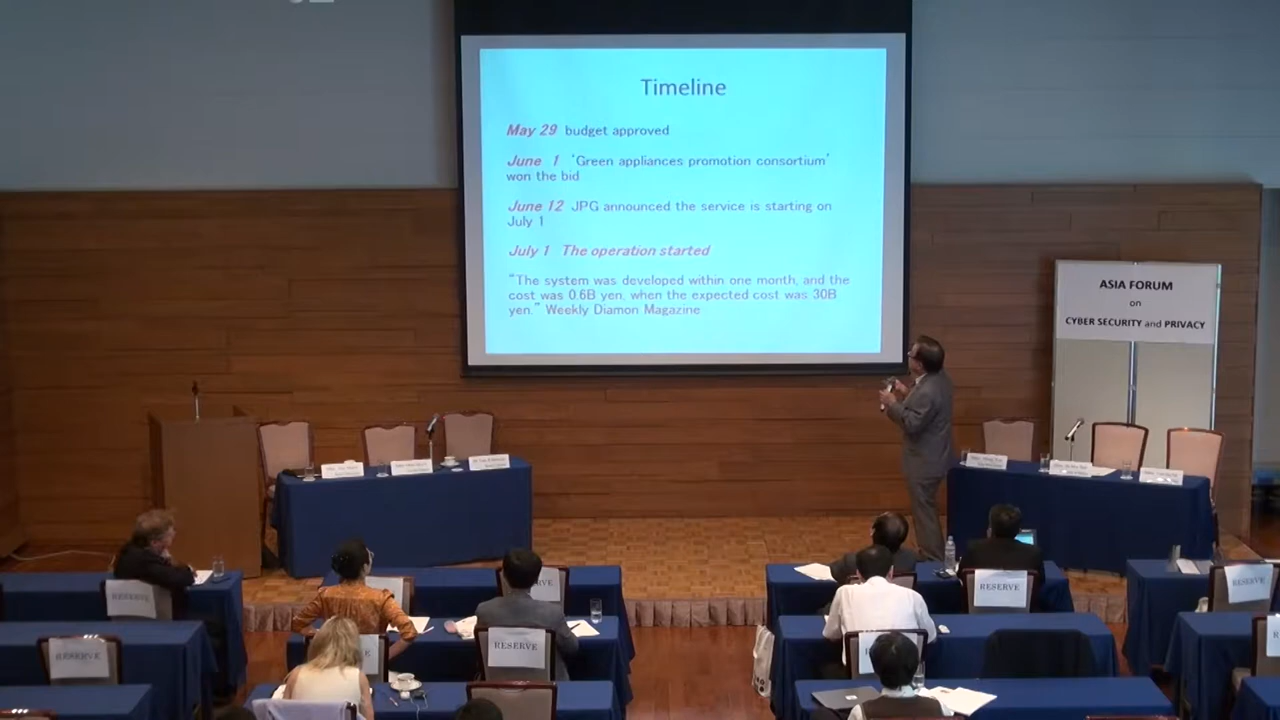 Timeline
May 29 budget approved
June 1 'Green appliances promotion consortium'
won the bid
June 12 JPG announced the service is starting on
July 1
July 1 The operation started
"The system was developed within one month, and the
cost was 0.6B yen, when the expected cost was 30B
yen." Weekly Diamon Magazine
ASIA FORUM
on
CYBER SECURITY and PRIVACY
RESERVE
RESERVE
RESERVE
RESERVE
RESERVE